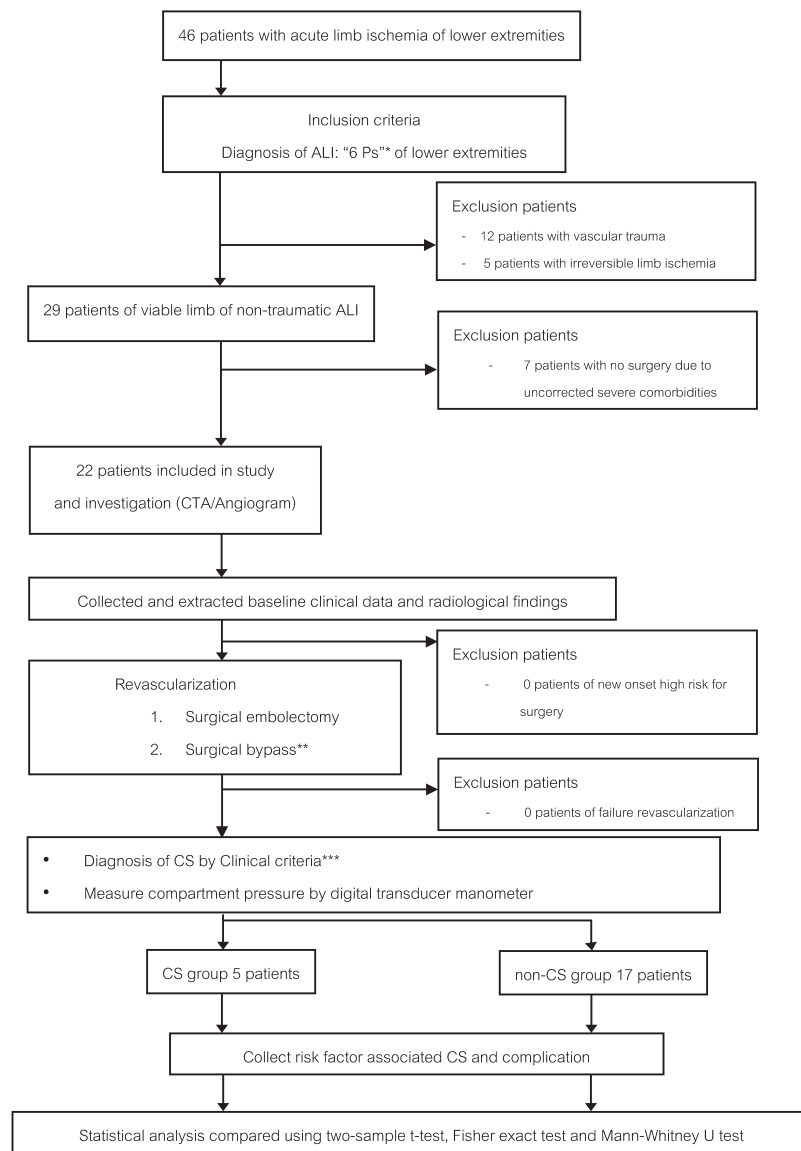 46 patients with acute limb ischemia of lower extremities
Inclusion criteria
Diagnosis of ALI: “6 Ps”* of lower extremities
Exclusion patients
- 12 patients with vascular trauma
- 5 patients with irreversible limb ischemia
29 patients of viable limb of non-traumatic ALI
Exclusion patients
- 7 patients with no surgery due to
uncorrected severe comorbidities
22 patients included in study
and investigation (CTA/Angiogram)
Collected and extracted baseline clinical data and radiological findings
Exclusion patients
- 0 patients of new onset high risk for
surgery
Revascularization
1. Surgical embolectomy
2. Surgical bypass**
Exclusion patients
- 0 patients of failure revascularization
• Diagnosis of CS by Clinical criteria***
• Measure compartment pressure by digital transducer manometer
CS group 5 patients
non-CS group 17 patients
Collect risk factor associated CS and complication
Statistical analysis compared using two-sample t-test, Fisher exact test and Mann-Whitney U test